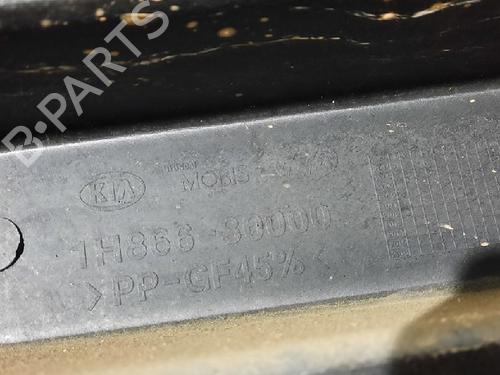 B-PARTS
KIA MOBIS
1H866-30000
>PP-GF45%<